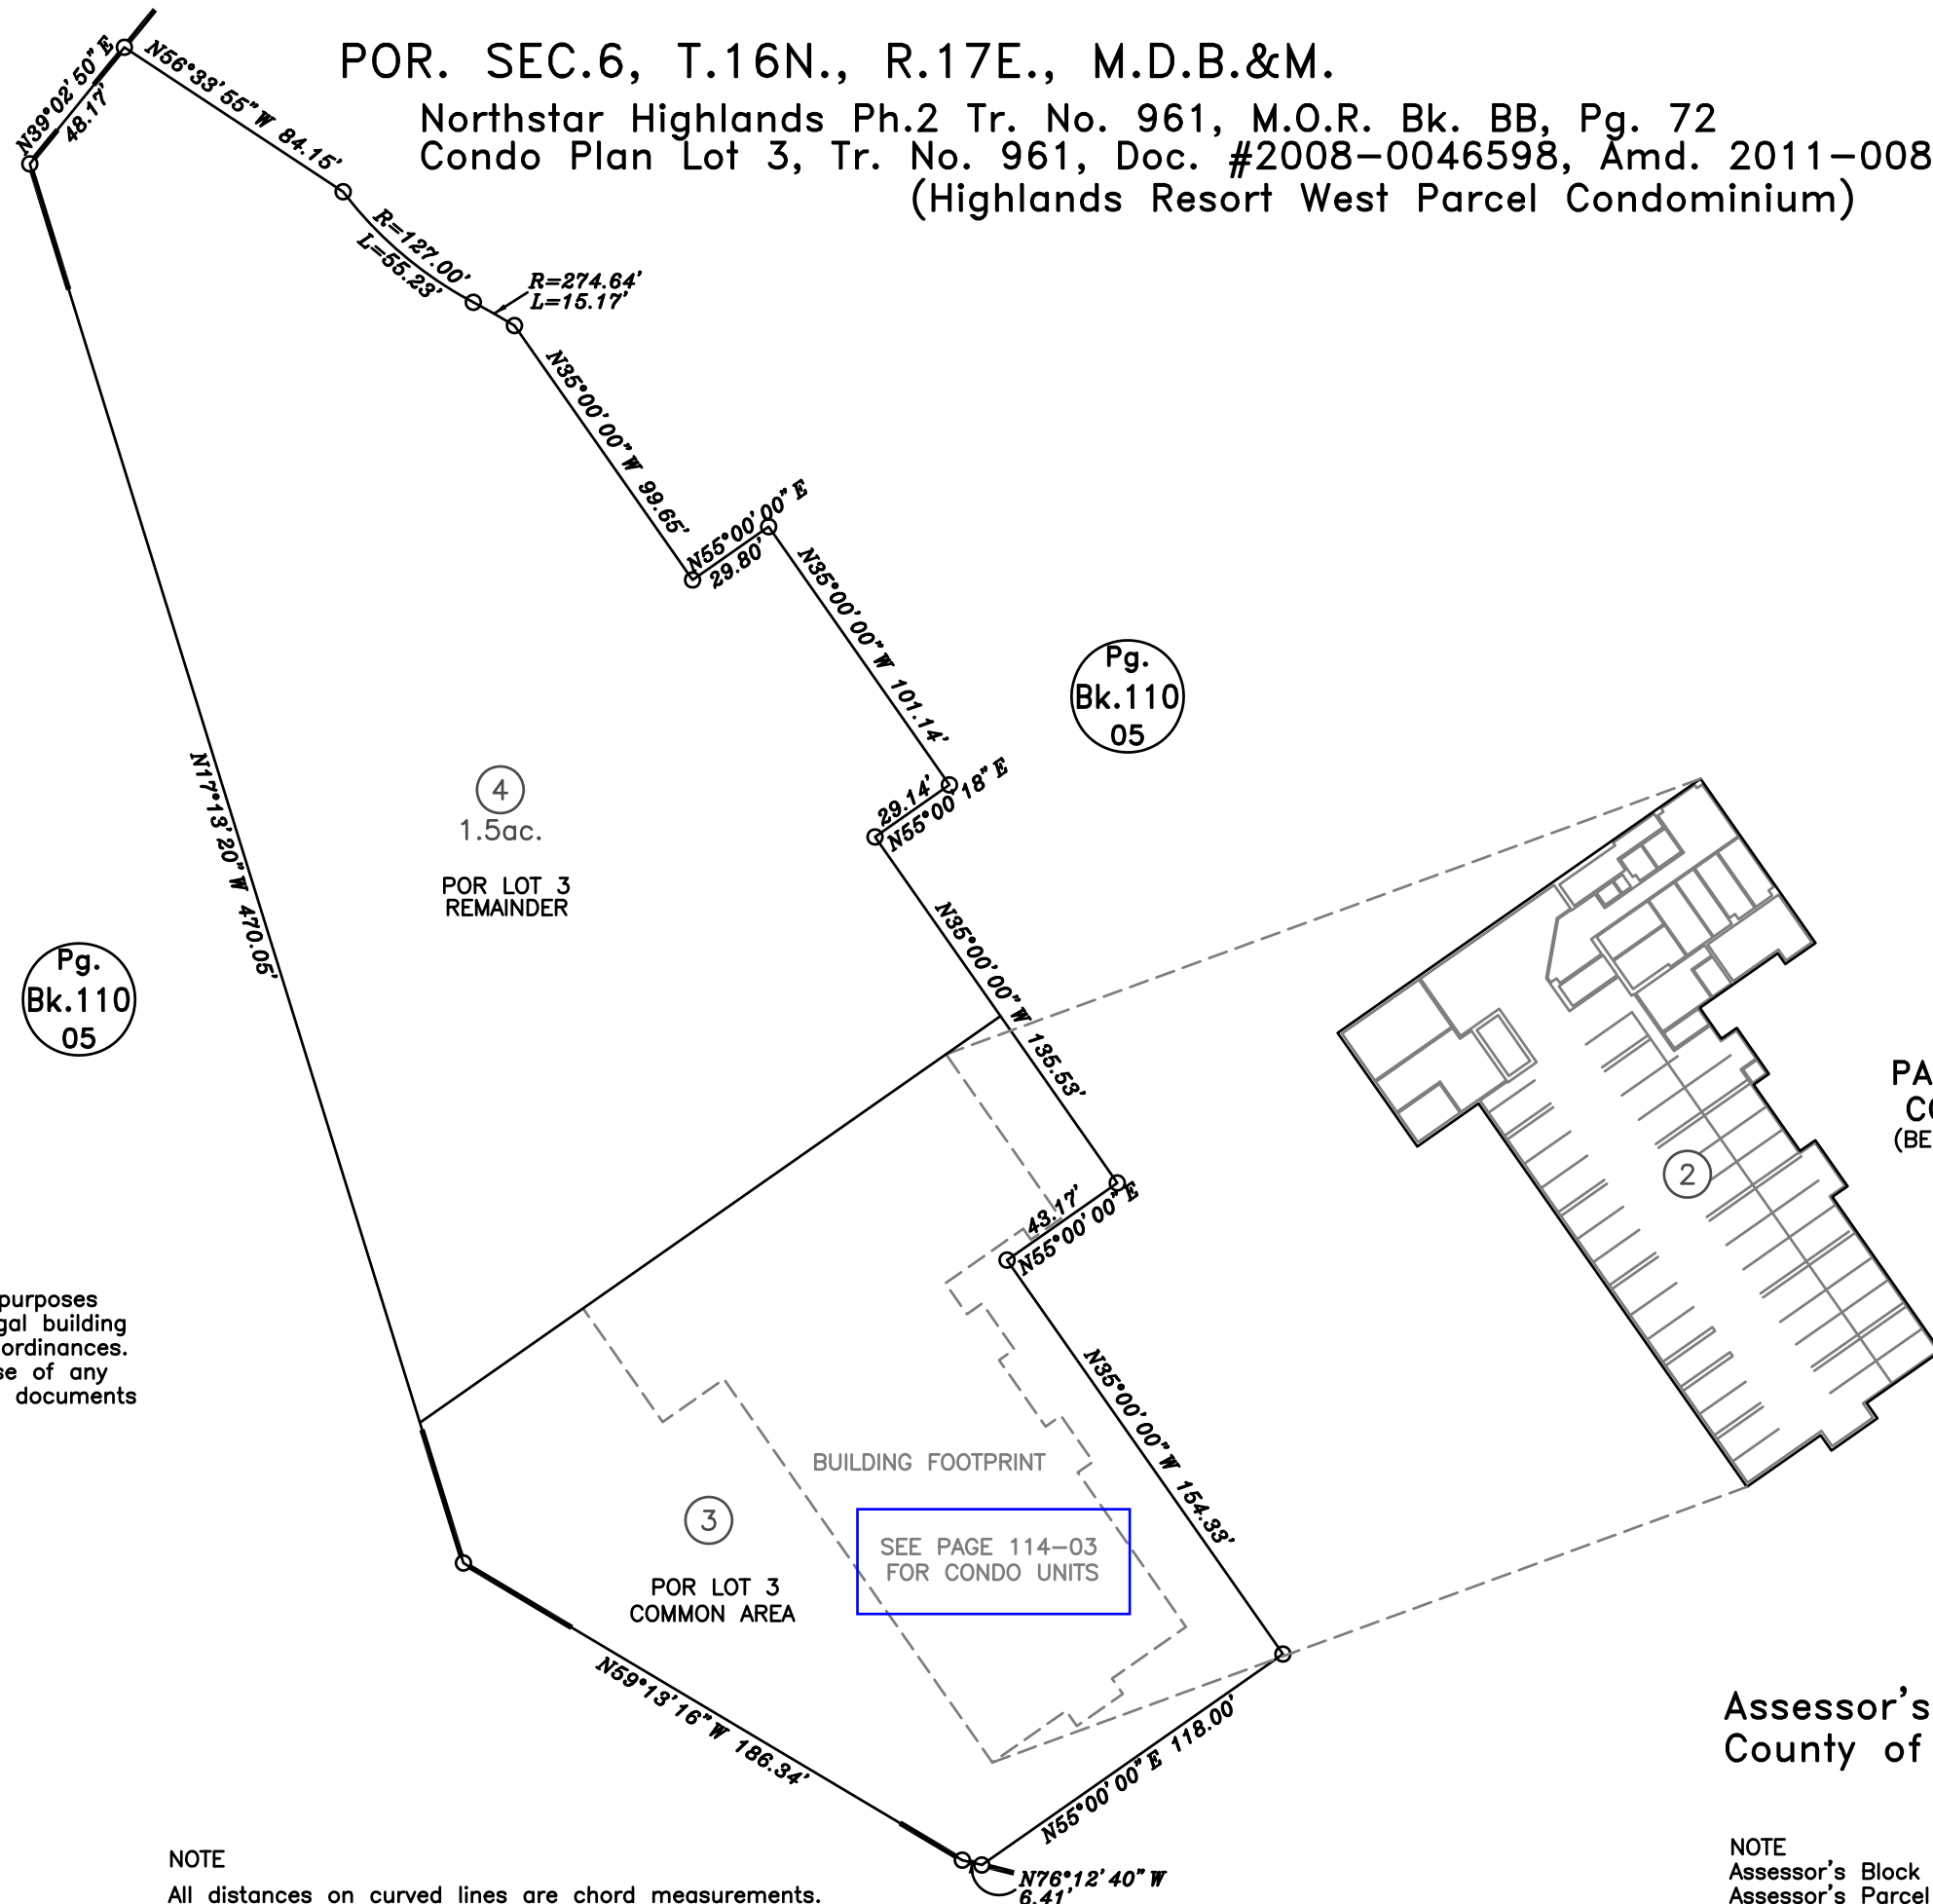 POR. SEC.6, T.16N., R.17E., M.D.B.&M.
Northstar Highlands Ph.2 Tr. No. 961, M.O.R. Bk. BB, Pg. 72
Condo Plan Lot 3, Tr. No. 961, Doc. #2008-0046598, Amd. 2011-008
(Highlands Resort West Parcel Condominium)
N39°02'50"E
48.17'
N56°33'55"W 84.15'
R=127.00'
L=55.23'
R=274.64'
L=15.17'
N35°00'00"W 99.65'
N55°00'00"E
29.80'
N35°00'00"W 101.14'
Pg.
Bk.110
05
29.14'
N55°00'18"E
N17°13'20"W 470.05'
4
1.5ac.
POR LOT 3
REMAINDER
N35°00'00"W 135.53'
Pg.
Bk.110
05
PA
CO
(BE
2
43.17'
N55°00'00"E
purposes
gal building
ordinances.
se of any
documents
N35°00'00"W 154.33'
BUILDING FOOTPRINT
3
SEE PAGE 114-03
FOR CONDO UNITS
POR LOT 3
COMMON AREA
N59°13'16"W 186.34'
N55°00'00"E 118.00'
Assessor's
County of
N76°12'40"W
6.41'
NOTE
All distances on curved lines are chord measurements.
NOTE
Assessor's Block
Assessor's Parcel